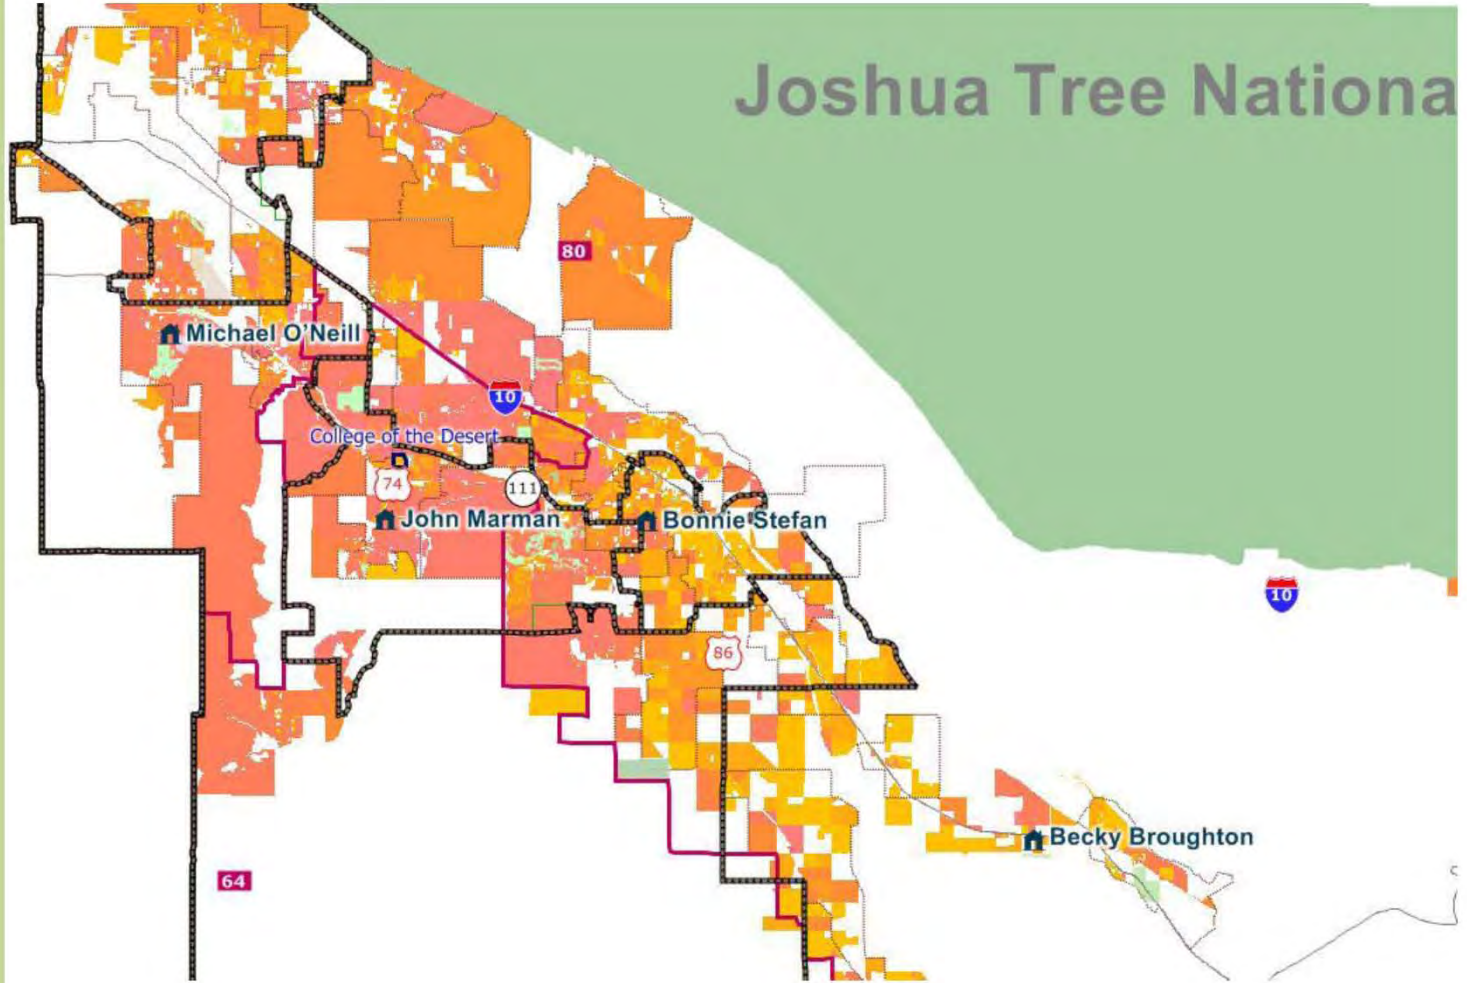 Joshua Tree Nationa
80
Michael O'Neill
10
College of the Desert
74
111
John Marman
Bonnie Stefan
10
86
Becky Broughton
64